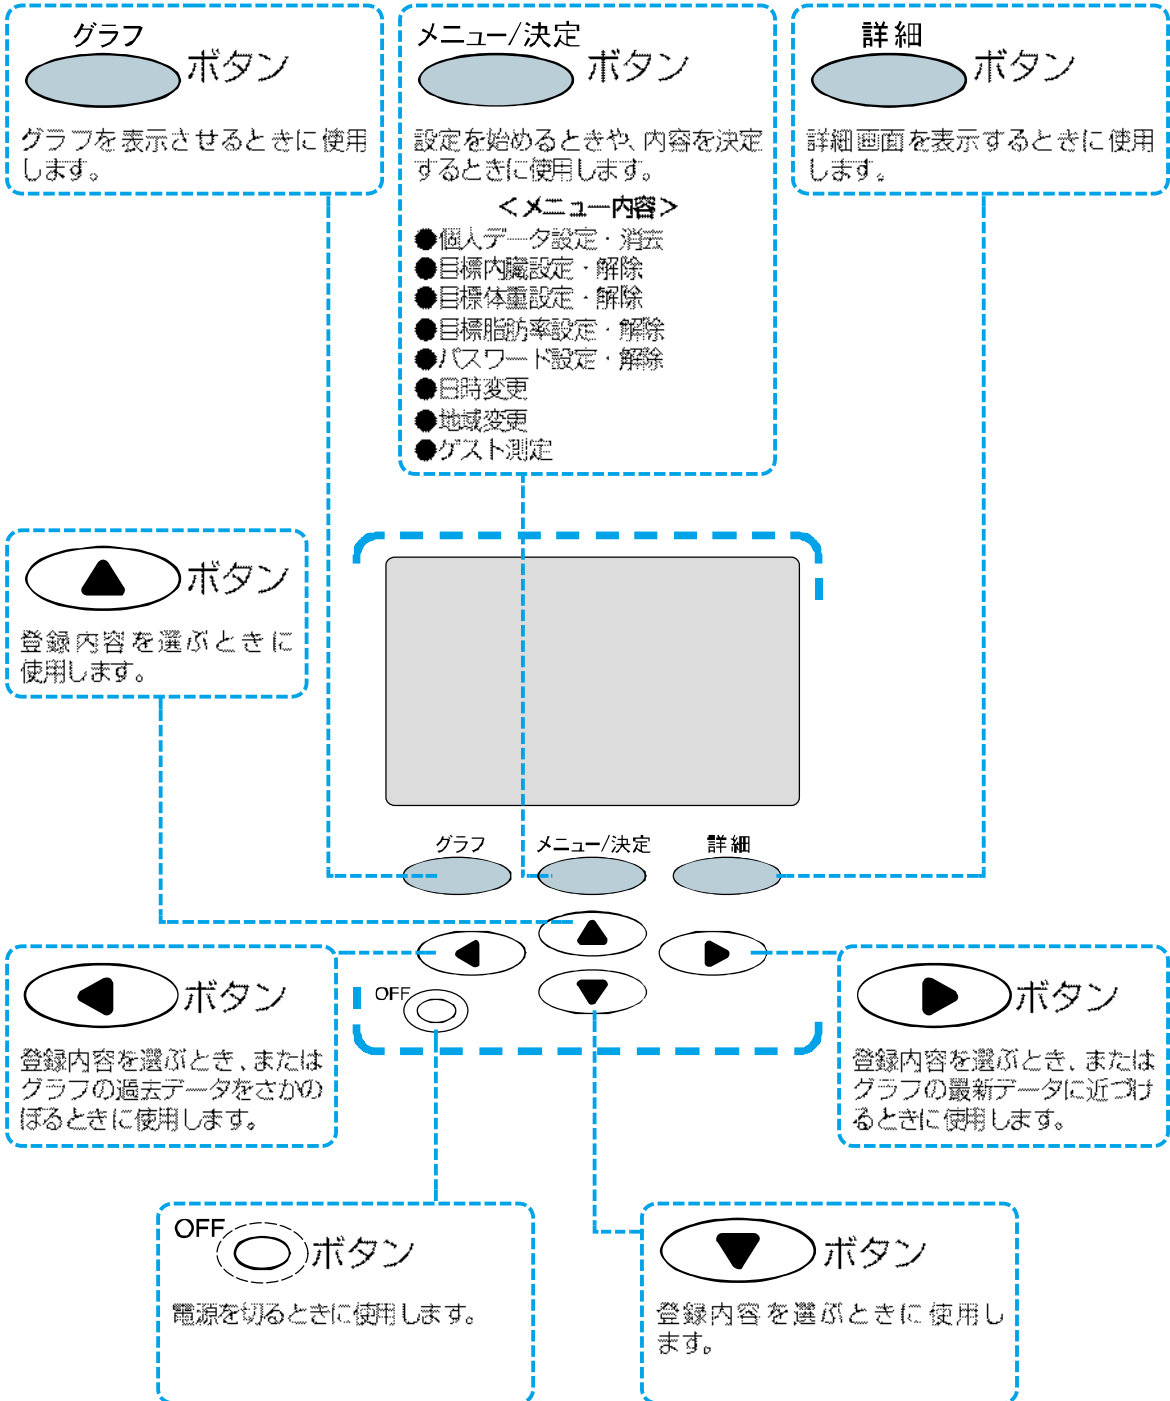 グラフ
ボタン
グラフを表示させるときに使用
します。
メニュー/決定
ボタン
設定を始めるときや、内容を決定
するときに使用します。
＜メニュー内容＞
●個人データ設定・消去
●目標内臓設定・解除
●目標体重設定・解除
●目標脂肪率設定・解除
●パスワード設定・解除
●日時変更
●地域変更
●ゲスト測定
詳細
ボタン
詳細画面を表示するときに使用
します。
▲ボタン
登録内容を選ぶときに
使用します。
グラフ
メニュー/決定
詳細
OFF
◀ボタン
登録内容を選ぶとき、または
グラフの過去データをさかの
ぼるときに使用します。
▶ボタン
登録内容を選ぶとき、または
グラフの最新データに近づけ
るときに使用します。
OFF
ボタン
電源を切るときに使用します。
▼ボタン
登録内容を選ぶときに使用し
ます。